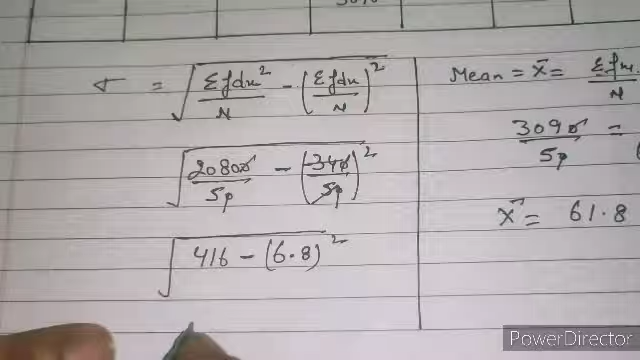 σ = √(Σfdx²/N − (Σfdx/N)²)
√(20800/50 − (340/50)²)
√(416 − (6.8)²)
Mean = X̄ = Σfx/N
3090/50 =
X̄ = 61.8
PowerDirector